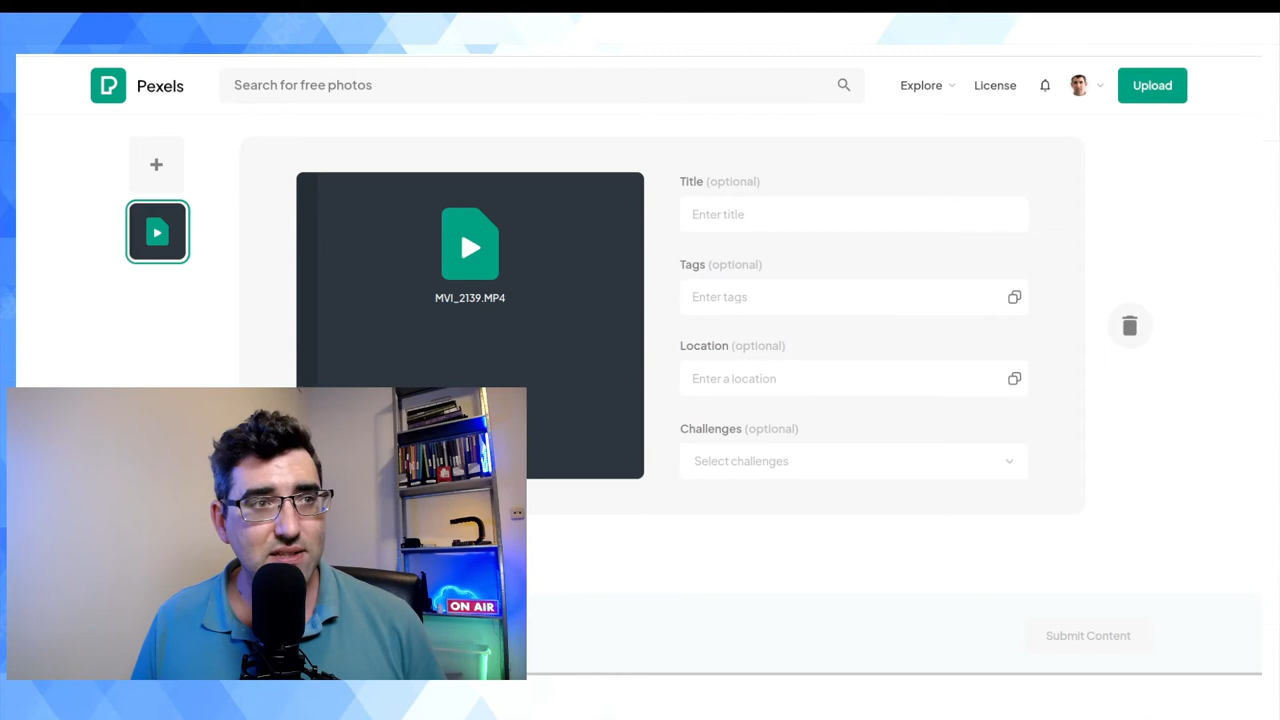 Pexels
Search for free photos
Explore
License
Upload
Title (optional)
Enter title
Tags (optional)
Enter tags
MVI_2139.MP4
Location (optional)
Enter a location
Challenges (optional)
Select challenges
ON AIR
Submit Content